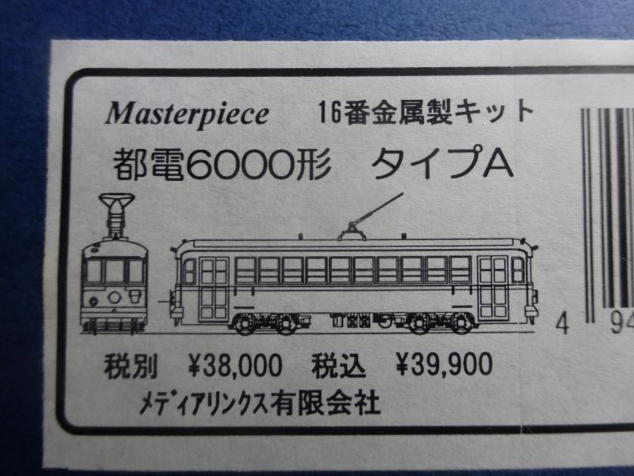 Masterpiece 16番金属製キット
都電6000形 タイプA
税別 ¥38,000 税込 ¥39,900
メディアリンクス有限会社
4 94